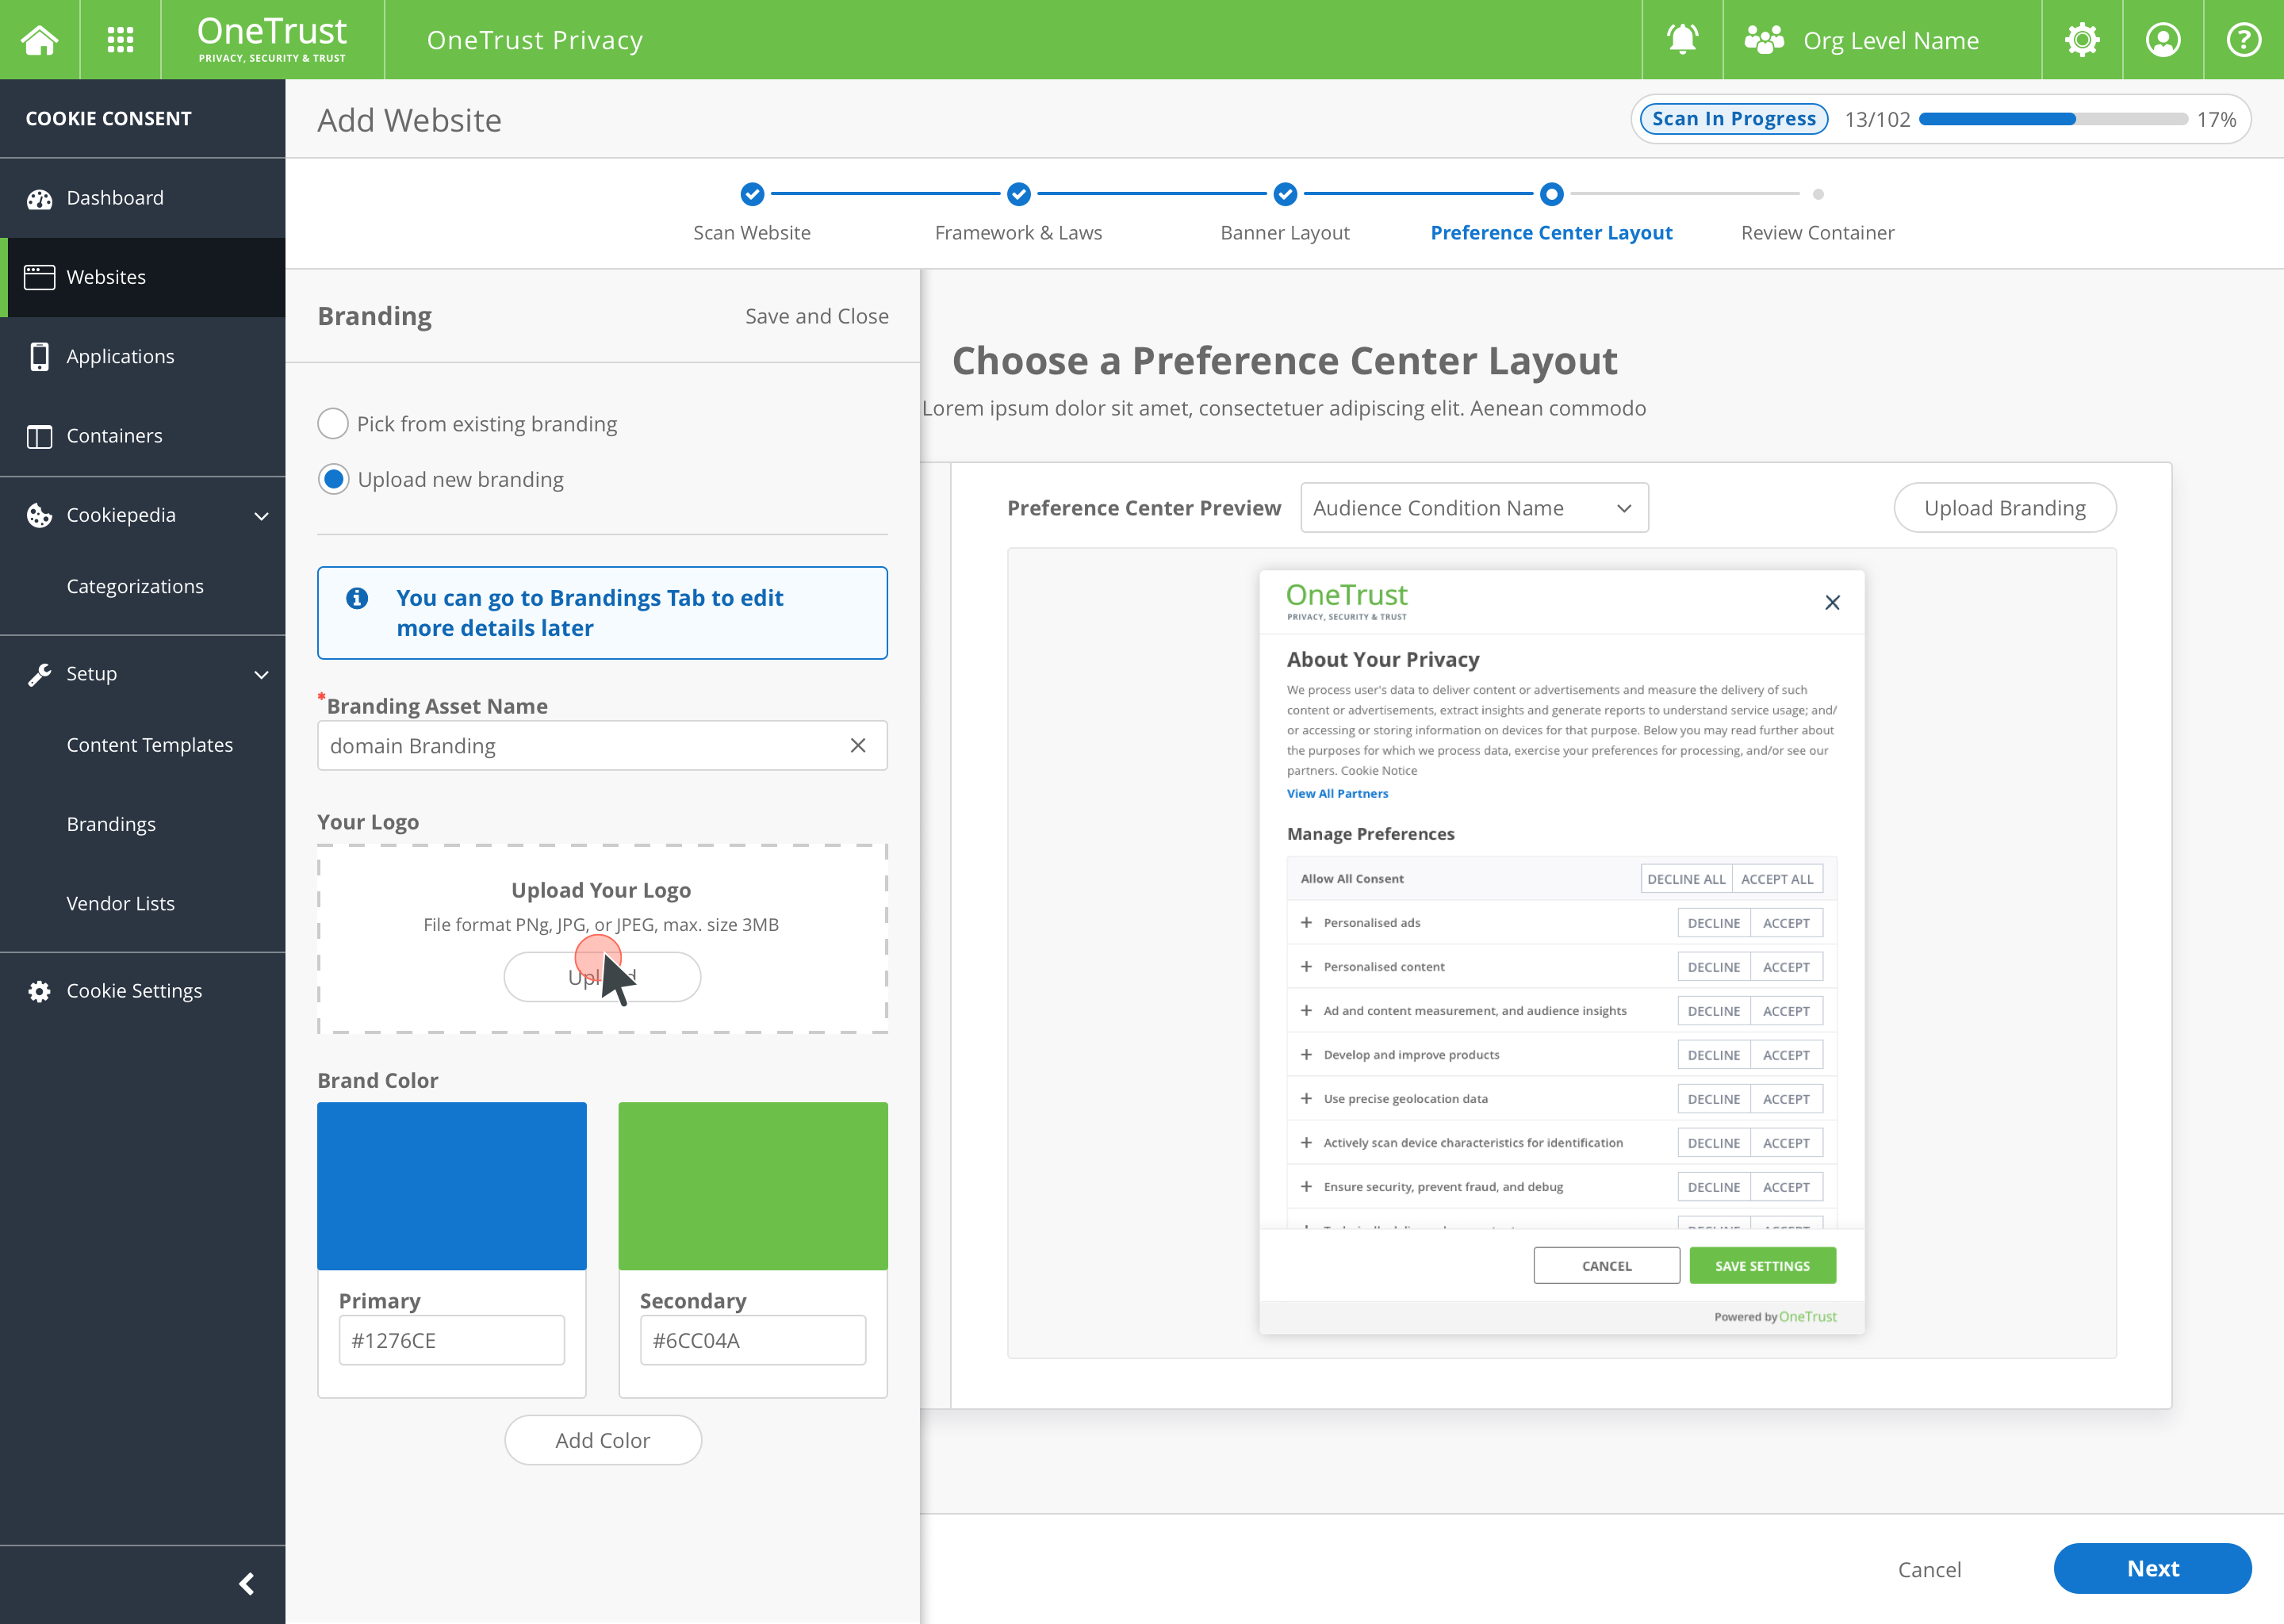 OneTrust
PRIVACY, SECURITY & TRUST
OneTrust Privacy
Org Level Name
COOKIE CONSENT
Dashboard
Websites
Applications
Containers
Cookiepedia
Categorizations
Setup
Content Templates
Brandings
Vendor Lists
Cookie Settings
Add Website
Scan In Progress
13/102
17%
Scan Website
Framework & Laws
Banner Layout
Preference Center Layout
Review Container
Branding
Save and Close
Pick from existing branding
Upload new branding
You can go to Brandings Tab to edit
more details later
*Branding Asset Name
domain Branding
Your Logo
Upload Your Logo
File format PNg, JPG, or JPEG, max. size 3MB
Brand Color
Primary
#1276CE
Secondary
#6CC04A
Add Color
Choose a Preference Center Layout
Lorem ipsum dolor sit amet, consectetuer adipiscing elit. Aenean commodo
Preference Center Preview
Audience Condition Name
Upload Branding
OneTrust
PRIVACY, SECURITY & TRUST
About Your Privacy
We process user's data to deliver content or advertisements and measure the delivery of such
content or advertisements, extract insights and generate reports to understand service usage; and/
or accessing or storing information on devices for that purpose. Below you may read further about
the purposes for which we process data, exercise your preferences for processing, and/or see our
partners. Cookie Notice
View All Partners
Manage Preferences
Allow All Consent DECLINE ALL ACCEPT ALL
Personalised ads DECLINE ACCEPT
Personalised content DECLINE ACCEPT
Ad and content measurement, and audience insights DECLINE ACCEPT
Develop and improve products DECLINE ACCEPT
Use precise geolocation data DECLINE ACCEPT
Actively scan device characteristics for identification DECLINE ACCEPT
Ensure security, prevent fraud, and debug DECLINE ACCEPT
CANCEL
SAVE SETTINGS
Powered by OneTrust
Cancel
Next